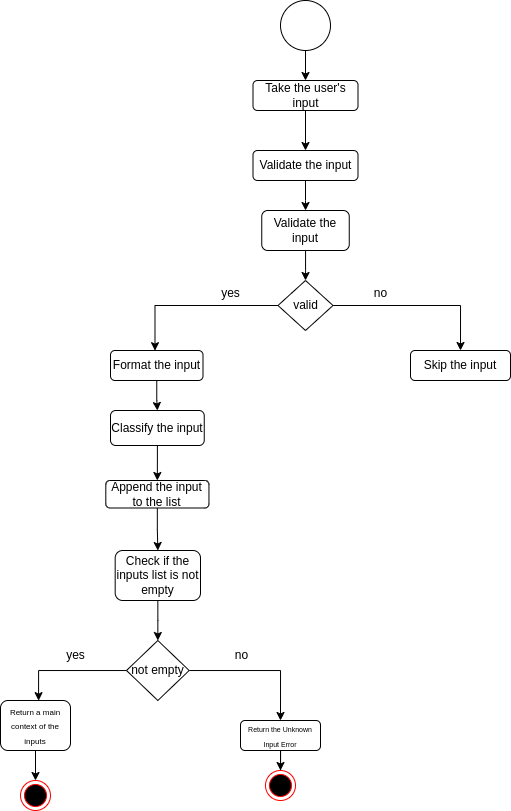 Take the user's
input
Validate the input
Validate the
input
yes
no
valid
Format the input
Skip the input
Classify the input
Append the input
to the list
Check if the
inputs list is not
empty
yes
no
not empty
Return a main
context of the
inputs
Return the Unknown
Input Error